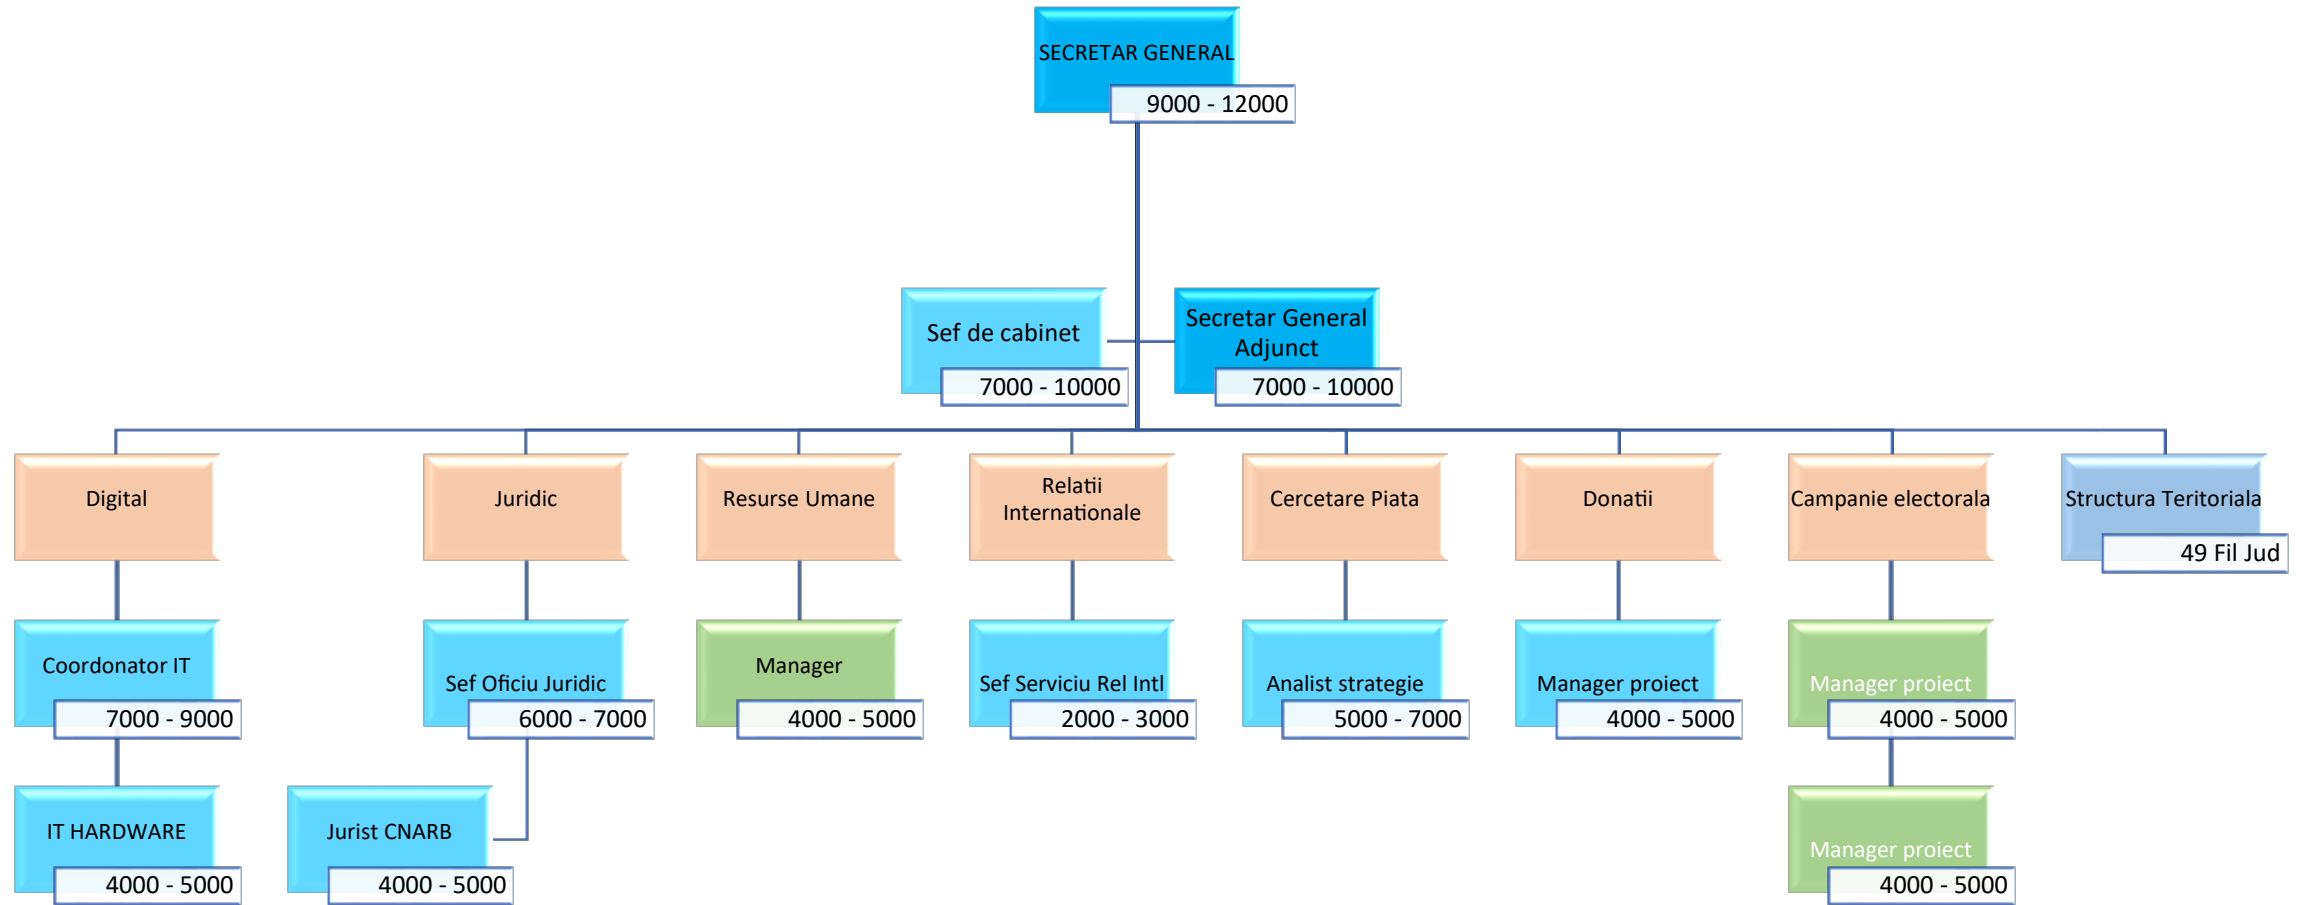 SECRETAR GENERAL
9000 - 12000
Sef de cabinet
7000 - 10000
Secretar General
Adjunct
7000 - 10000
Digital
Juridic
Resurse Umane
Relatii
Internationale
Cercetare Piata
Donatii
Campanie electorala
Structura Teritoriala
49 Fil Jud
Coordonator IT
7000 - 9000
Sef Oficiu Juridic
6000 - 7000
Manager
4000 - 5000
Sef Serviciu Rel Intl
2000 - 3000
Analist strategie
5000 - 7000
Manager proiect
4000 - 5000
Manager proiect
4000 - 5000
IT HARDWARE
4000 - 5000
Jurist CNARB
4000 - 5000
Manager proiect
4000 - 5000